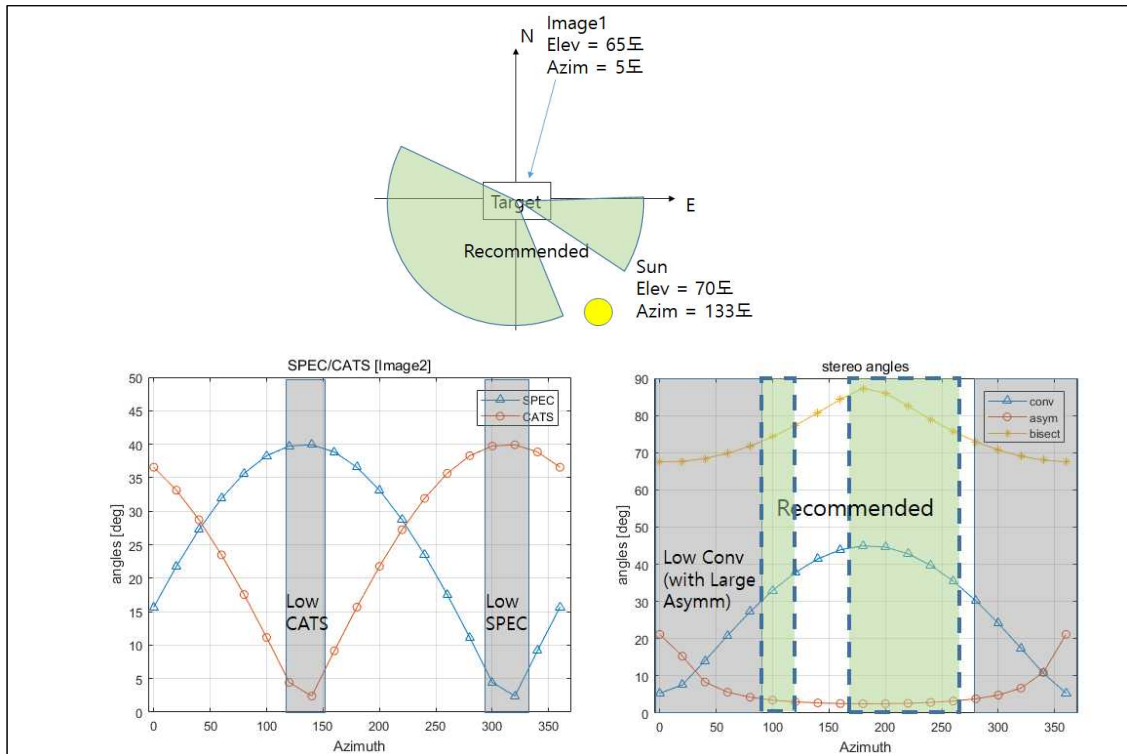 Image1
Elev = 65도
Azim = 5도
N
Target
E
Recommended
Sun
Elev = 70도
Azim = 133도
SPEC/CATS [Image2]
50
45
40
35
30
25
20
15
10
5
0
angles [deg]
SPEC
CATS
Low
CATS
Low
SPEC
0 50 100 150 200 250 300 350
Azimuth
stereo angles
90
80
70
60
50
40
30
20
10
0
angles [deg]
conv
asym
bisect
Recommended
Low Conv
(with Large
Asymm)
0 50 100 150 200 250 300 350
Azimuth